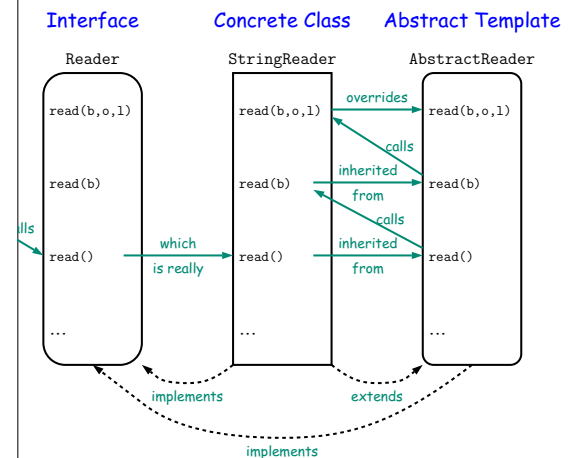 Interface Concrete Class Abstract Template
Reader StringReader AbstractReader
read(b,o,l) read(b,o,l) overrides read(b,o,l)
calls
read(b) read(b) inherited from read(b)
calls
read() which is really read() inherited from read()
... ... ...
implements extends
implements